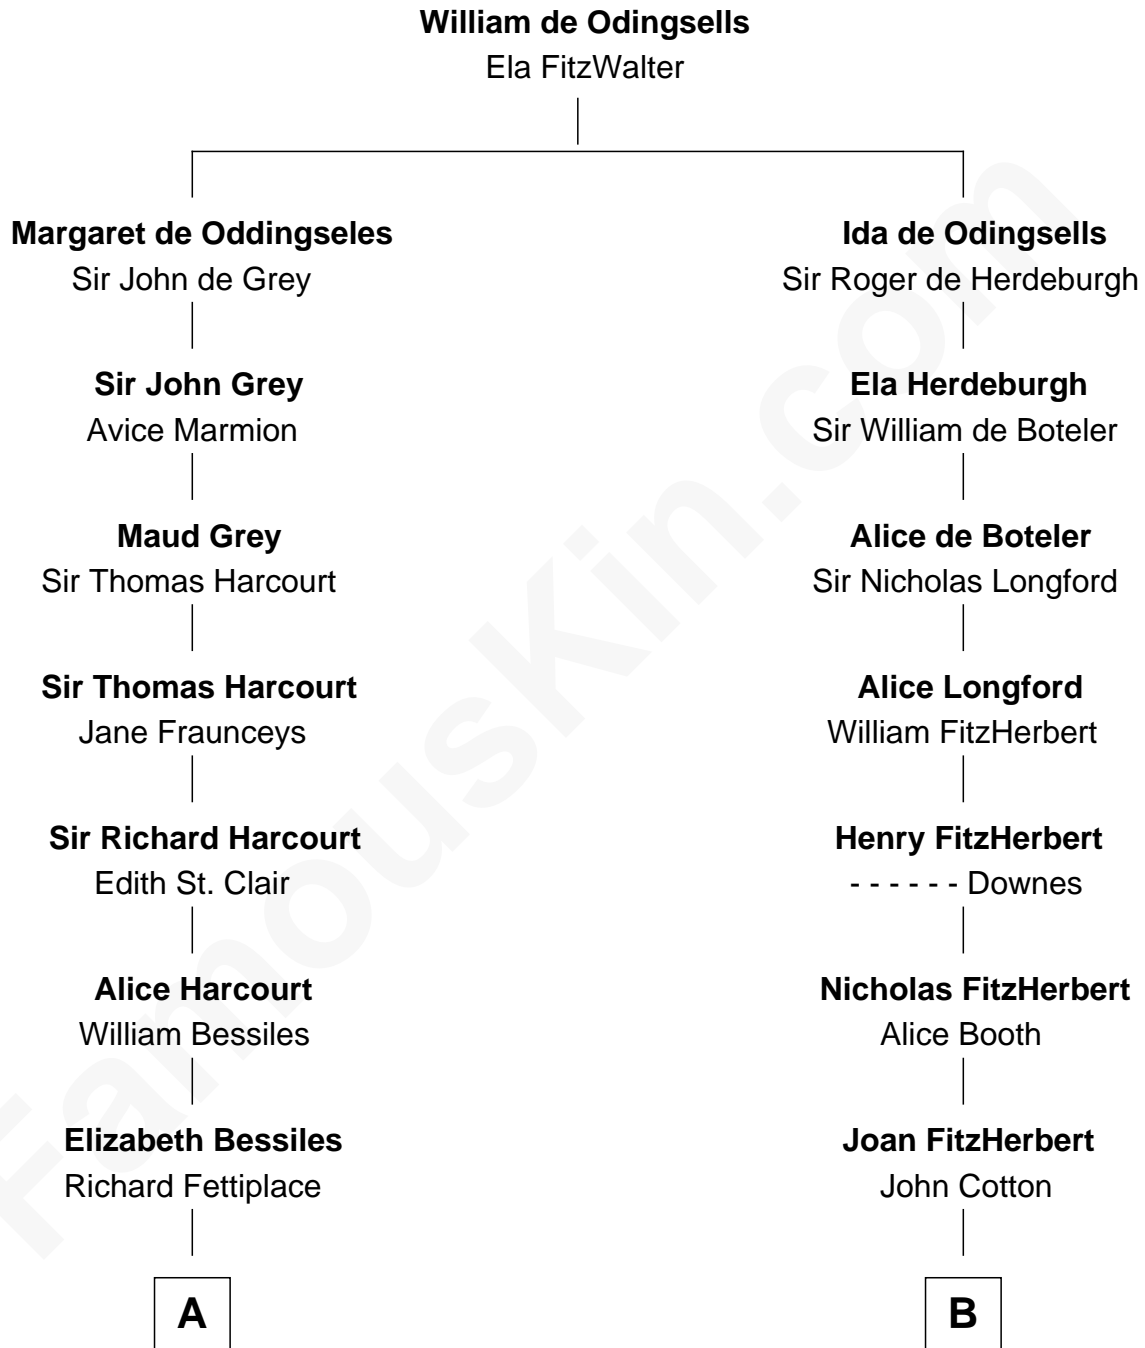 William de Odingsells
Ela FitzWalter
Margaret de Oddingseles
Sir John de Grey
Sir John Grey
Avice Marmion
Maud Grey
Sir Thomas Harcourt
Sir Thomas Harcourt
Jane Fraunceys
Sir Richard Harcourt
Edith St. Clair
Alice Harcourt
William Bessiles
Elizabeth Bessiles
Richard Fettiplace
A
Ida de Odingsells
Sir Roger de Herdeburgh
Ela Herdeburgh
Sir William de Boteler
Alice de Boteler
Sir Nicholas Longford
Alice Longford
William FitzHerbert
Henry FitzHerbert
- - - - - - Downes
Nicholas FitzHerbert
Alice Booth
Joan FitzHerbert
John Cotton
B
FamousKin.com